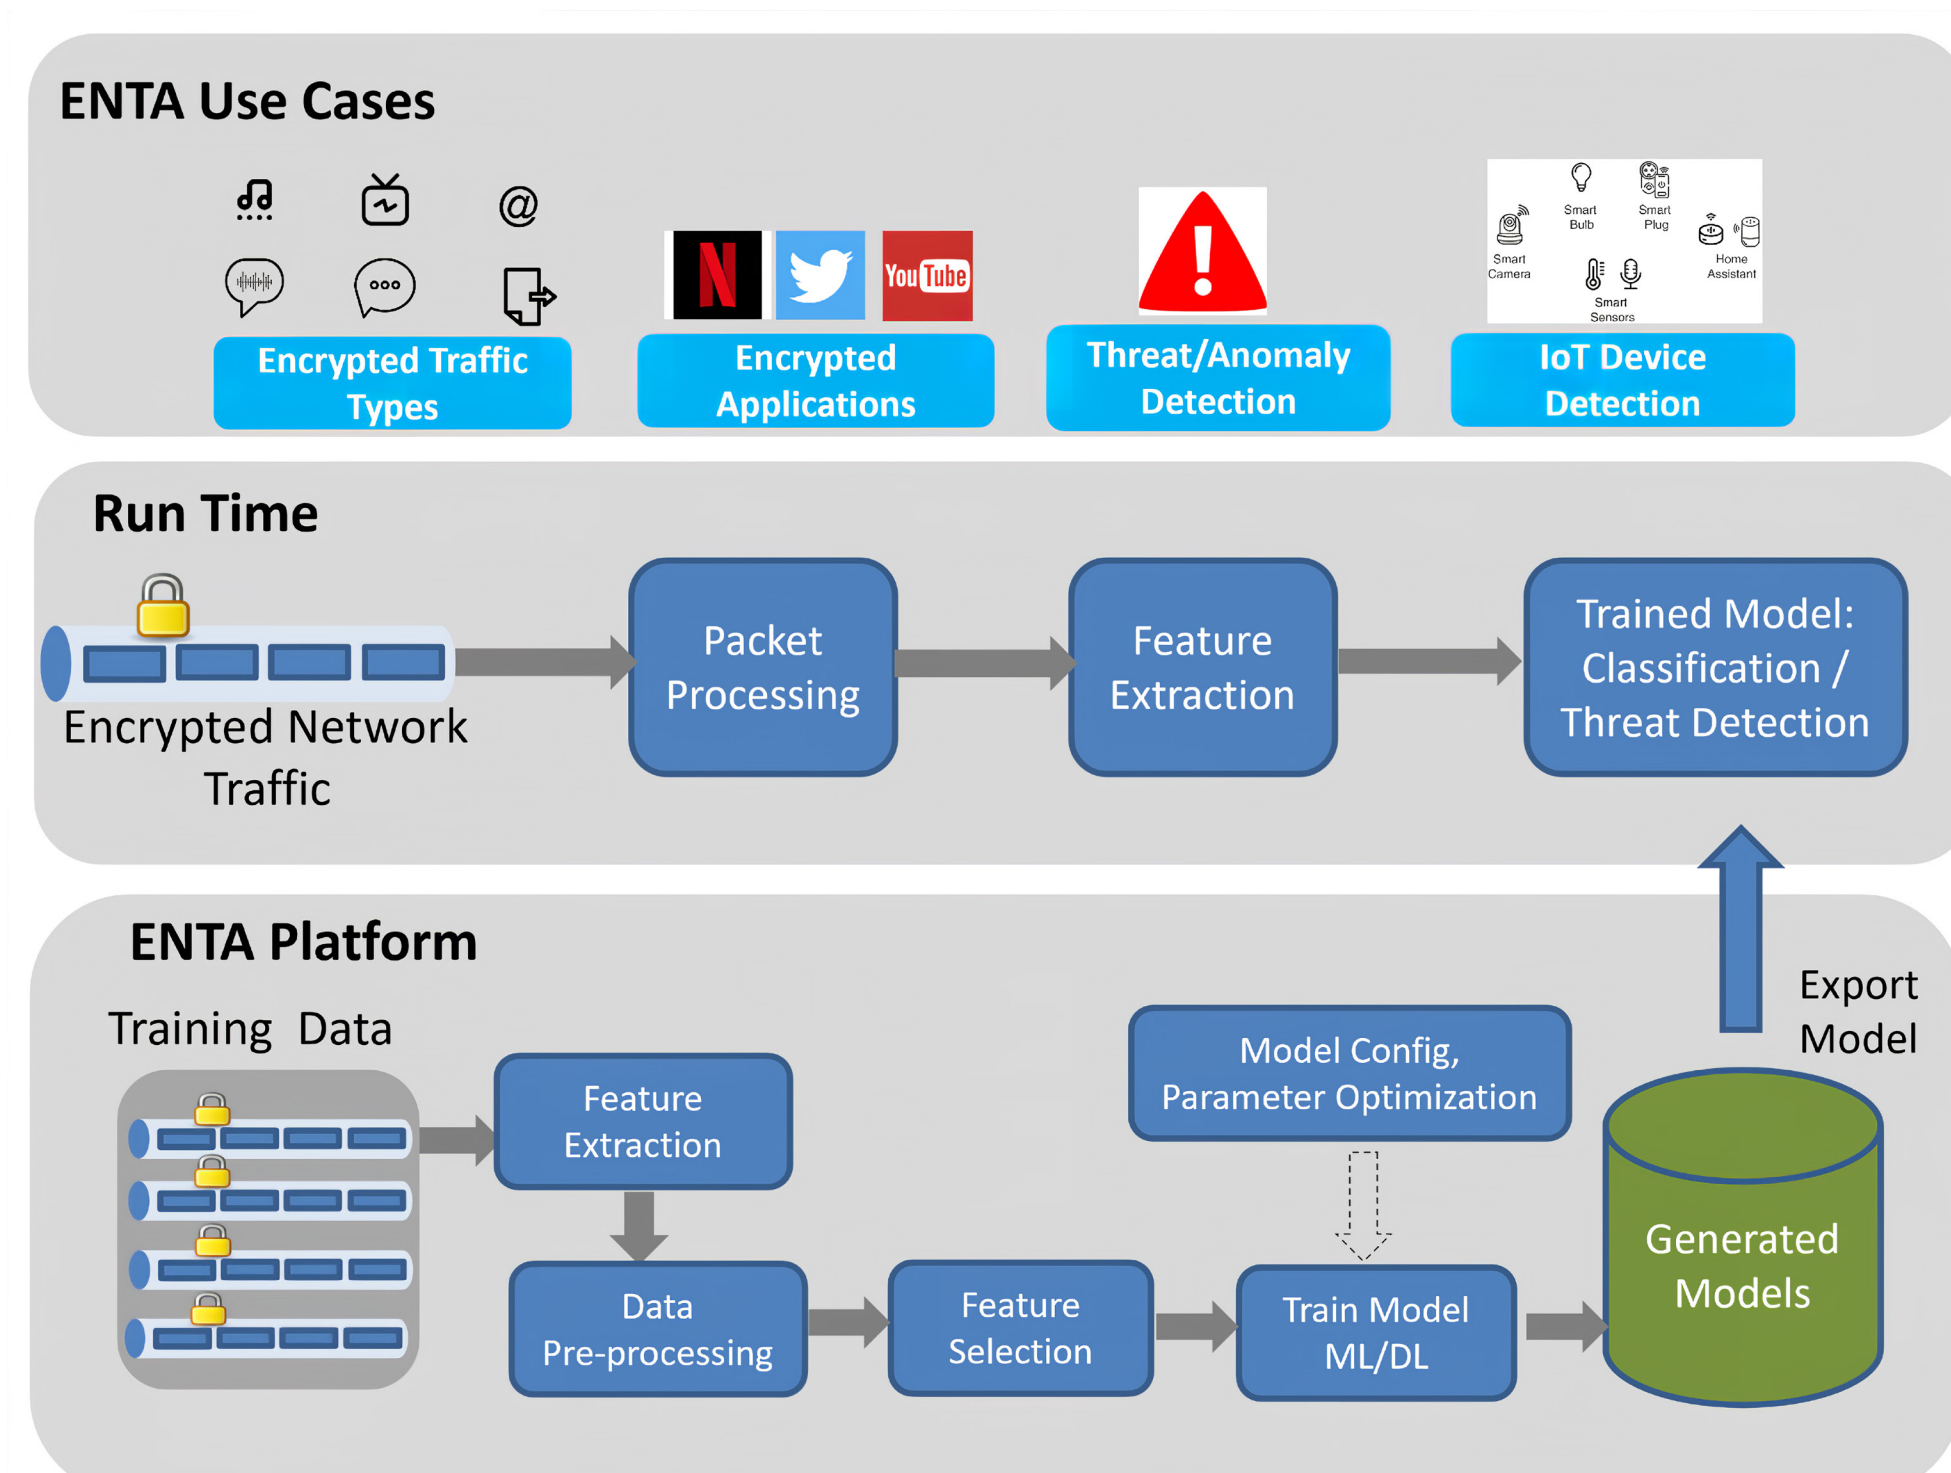 ENTA Use Cases
@
N
You Tube
!
Smart
Bulb
Smart
Plug
Smart
Camera
Home
Assistant
Smart
Sensors
Encrypted Traffic
Types
Encrypted
Applications
Threat/Anomaly
Detection
IoT Device
Detection
Run Time
Encrypted Network
Traffic
Packet
Processing
Feature
Extraction
Trained Model:
Classification /
Threat Detection
ENTA Platform
Export
Model
Training Data
Feature
Extraction
Model Config,
Parameter Optimization
Data
Pre-processing
Feature
Selection
Train Model
ML/DL
Generated
Models